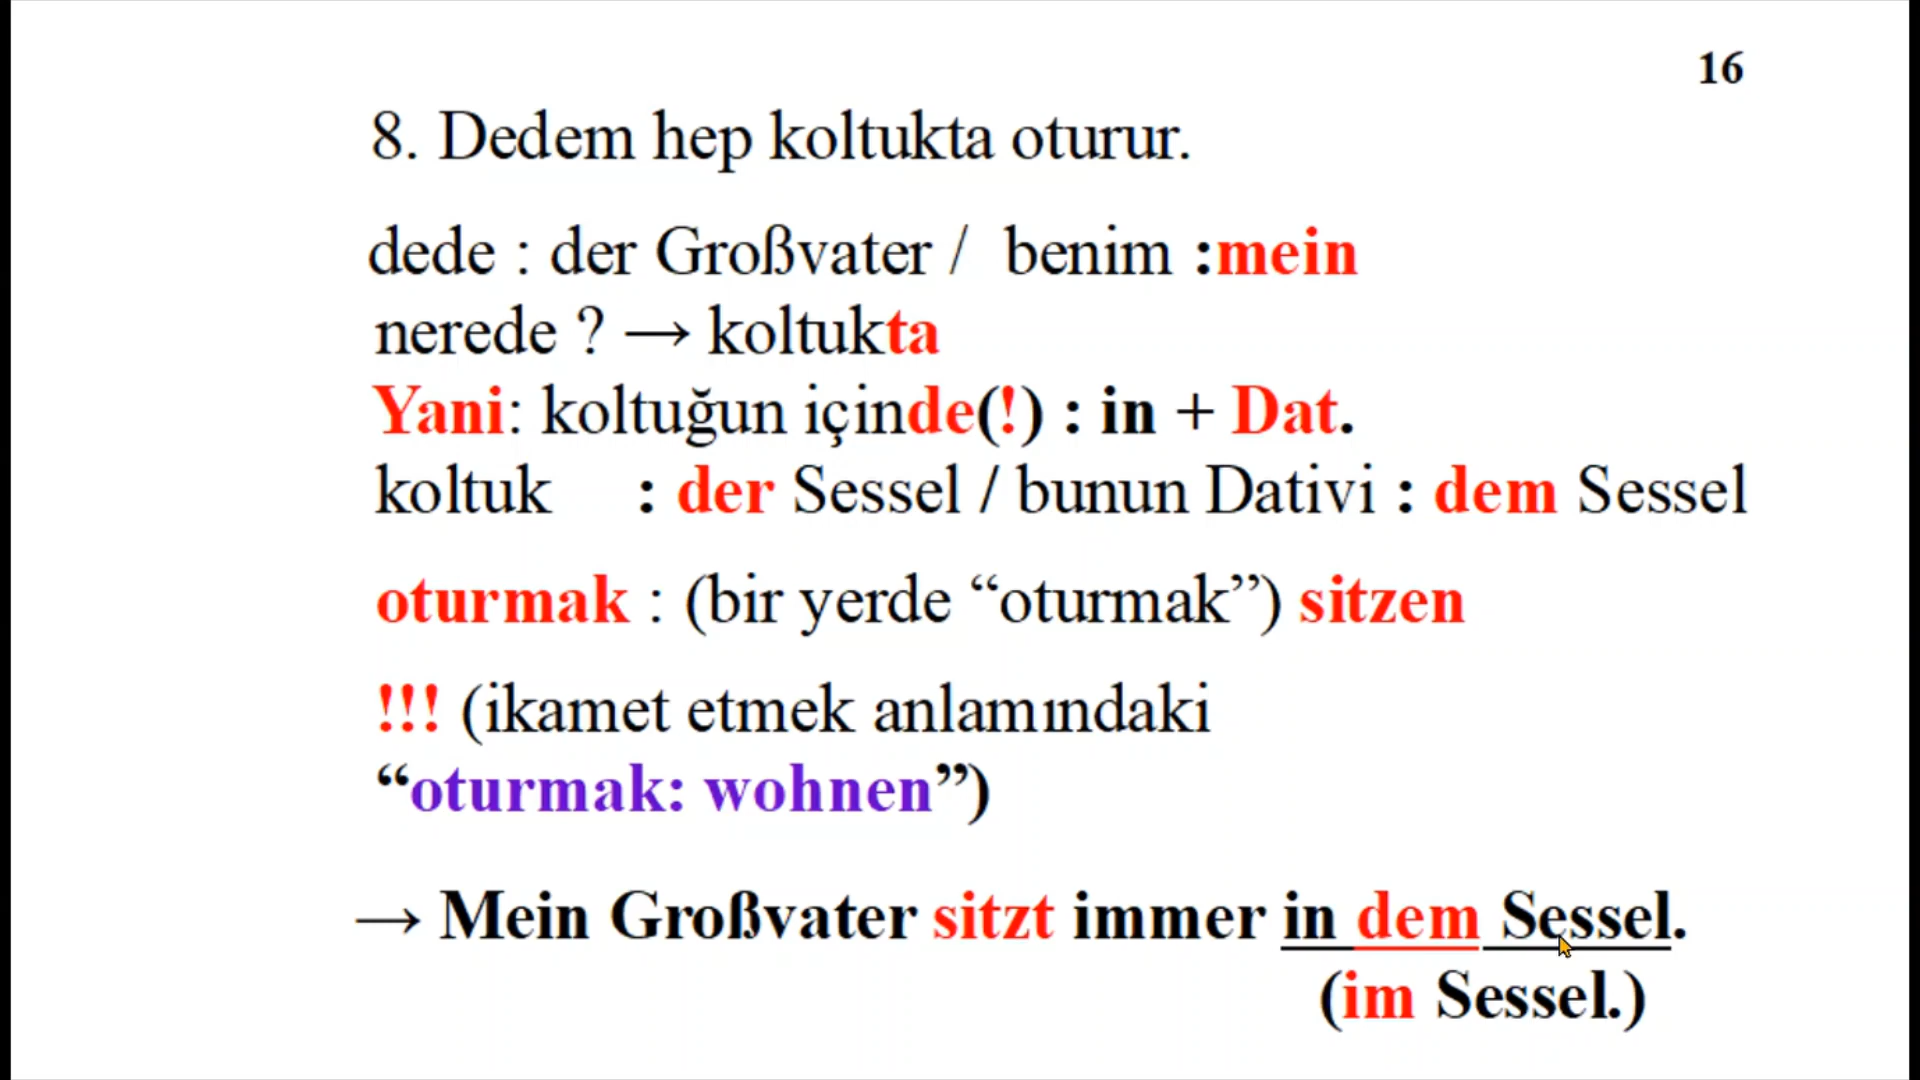 16
8. Dedem hep koltukta oturur.
dede : der Großvater / benim :mein
nerede ? → koltukta
Yani: koltuğun içinde(!) : in + Dat.
koltuk : der Sessel / bunun Dativi : dem Sessel
oturmak : (bir yerde “oturmak”) sitzen
!!! (ikamet etmek anlamındaki
“oturmak: wohnen”)
→ Mein Großvater sitzt immer in dem Sessel.
(im Sessel.)